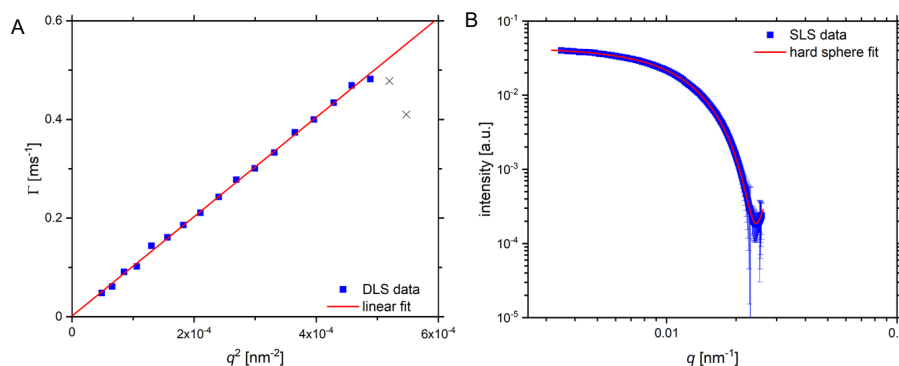 A
Γ [ms⁻¹]
0.6
0.4
0.2
0
0
2x10⁻⁴
4x10⁻⁴
6x10⁻⁴
q² [nm⁻²]
DLS data
linear fit
B
intensity [a.u.]
10⁻¹
10⁻²
10⁻³
10⁻⁴
10⁻⁵
0.01
0.
q [nm⁻¹]
SLS data
hard sphere fit